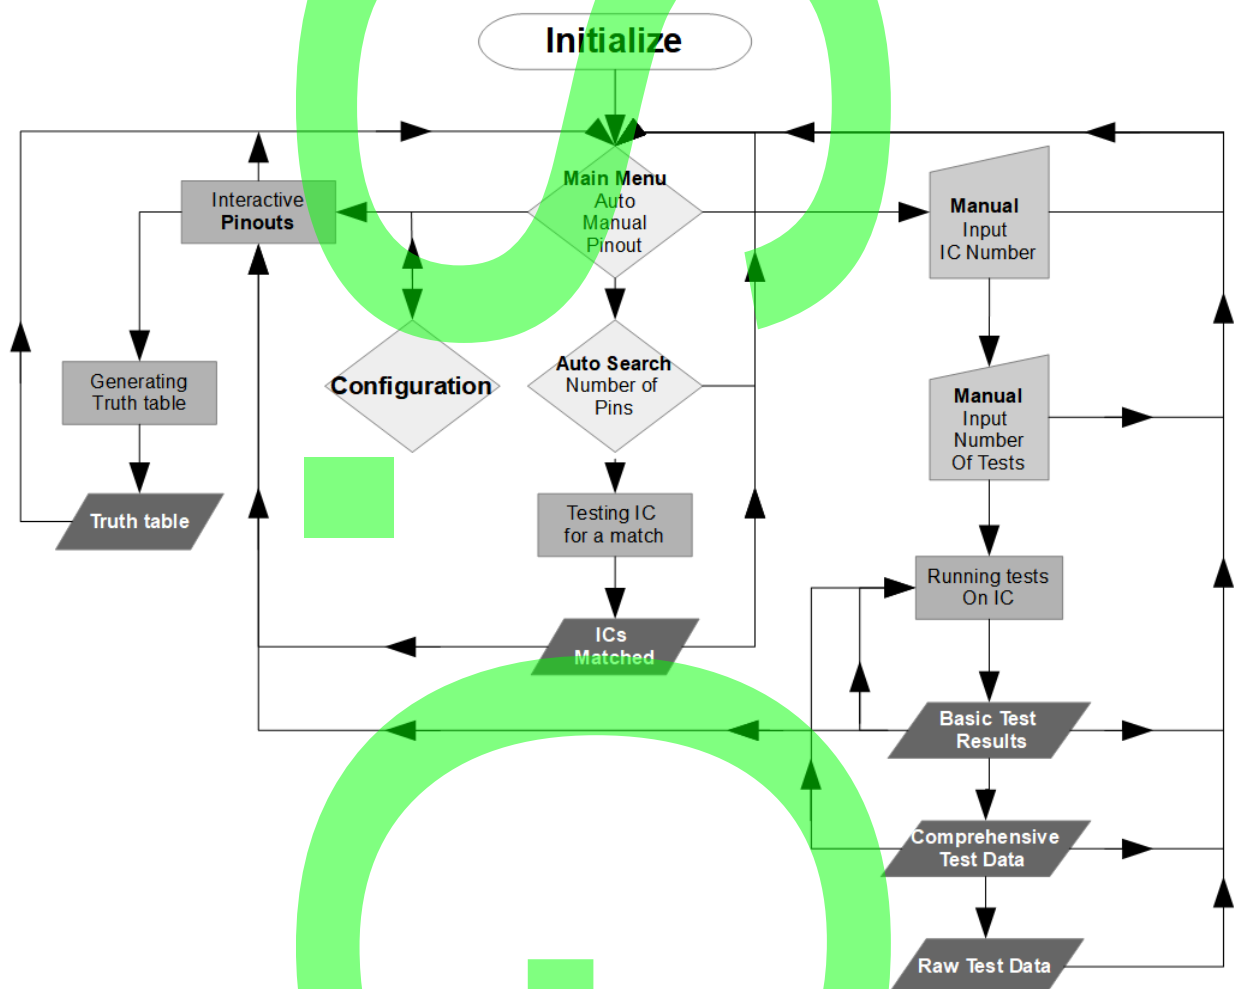 Initialize
Main Menu
Auto
Manual
Pinout
Interactive
Pinouts
Manual
Input
IC Number
Generating
Truth table
Configuration
Auto Search
Number of
Pins
Manual
Input
Number
Of Tests
Truth table
Testing IC
for a match
Running tests
On IC
ICs
Matched
Basic Test
Results
Comprehensive
Test Data
Raw Test Data